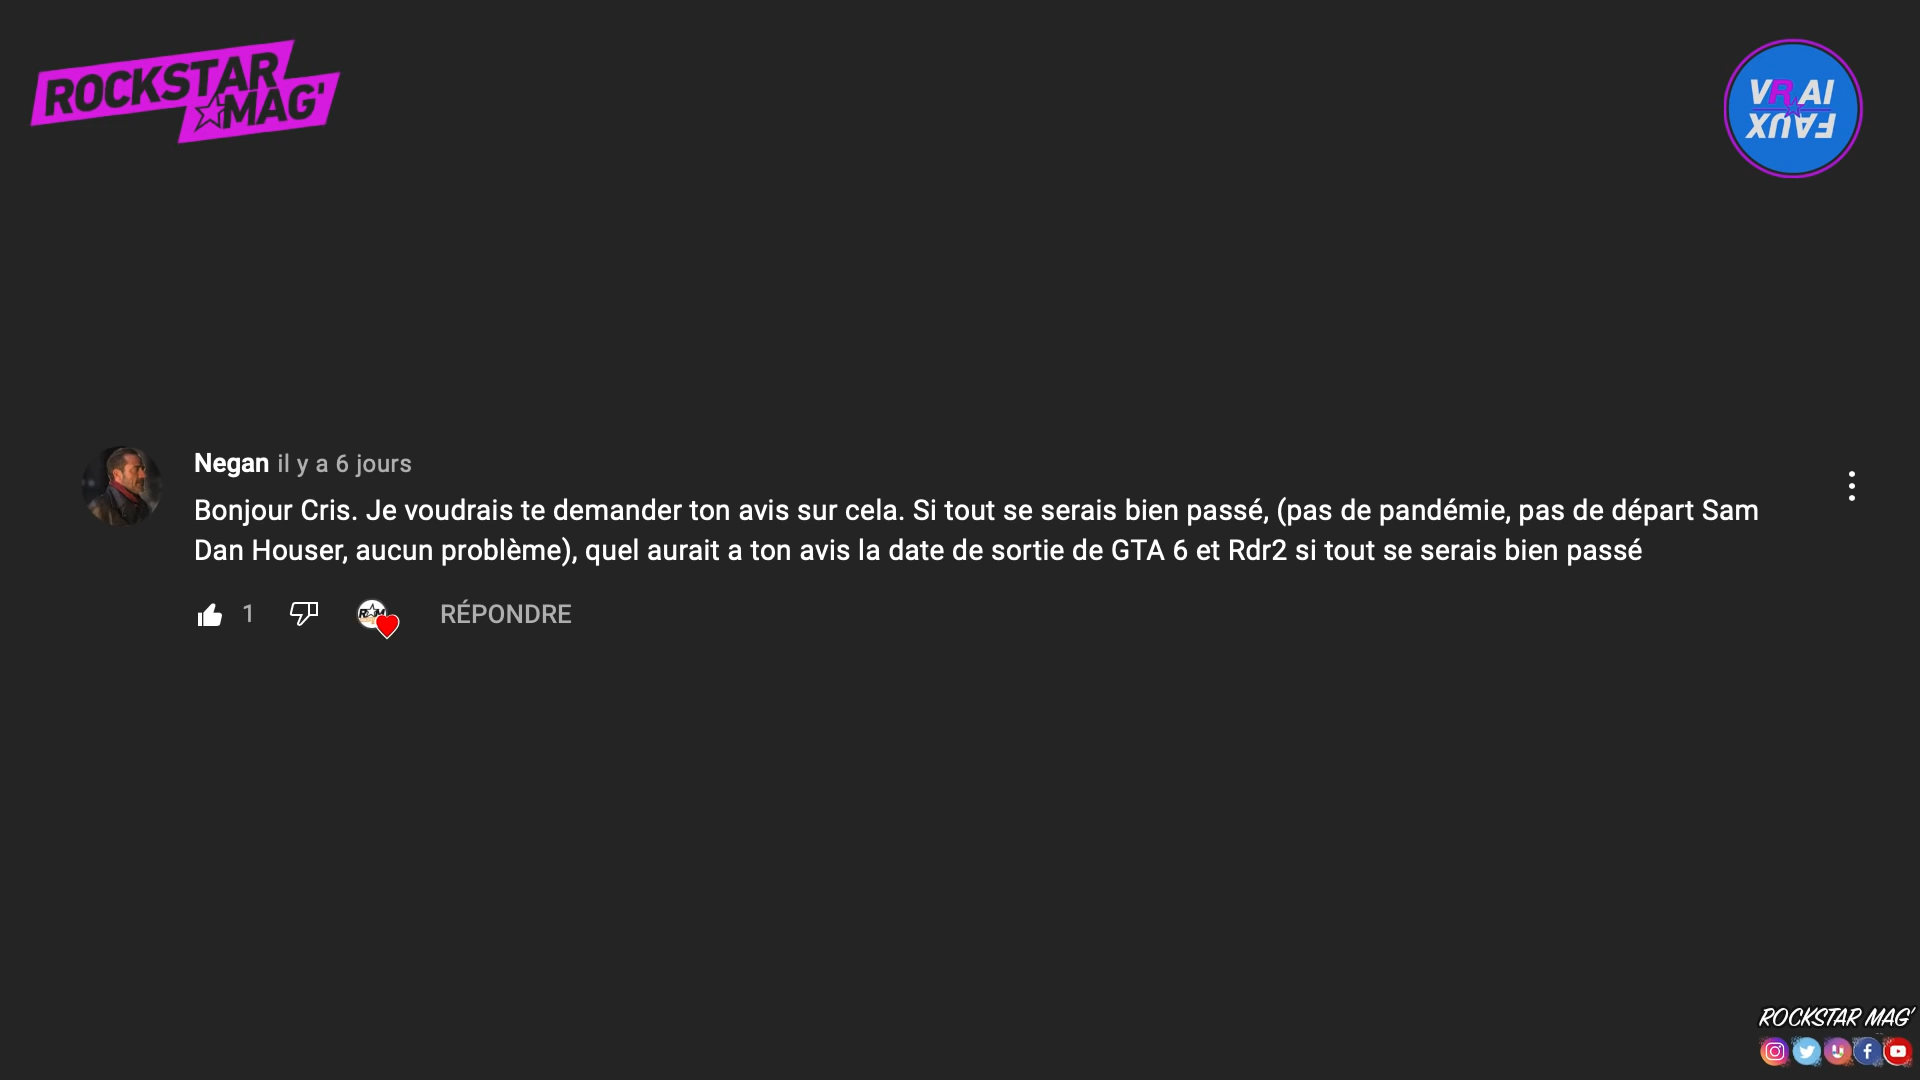 ROCKSTAR
MAG'
VRAI
FAUX
Negan il y a 6 jours
Bonjour Cris. Je voudrais te demander ton avis sur cela. Si tout se serais bien passé, (pas de pandémie, pas de départ Sam
Dan Houser, aucun problème), quel aurait a ton avis la date de sortie de GTA 6 et Rdr2 si tout se serais bien passé
1
RÉPONDRE
ROCKSTAR MAG'